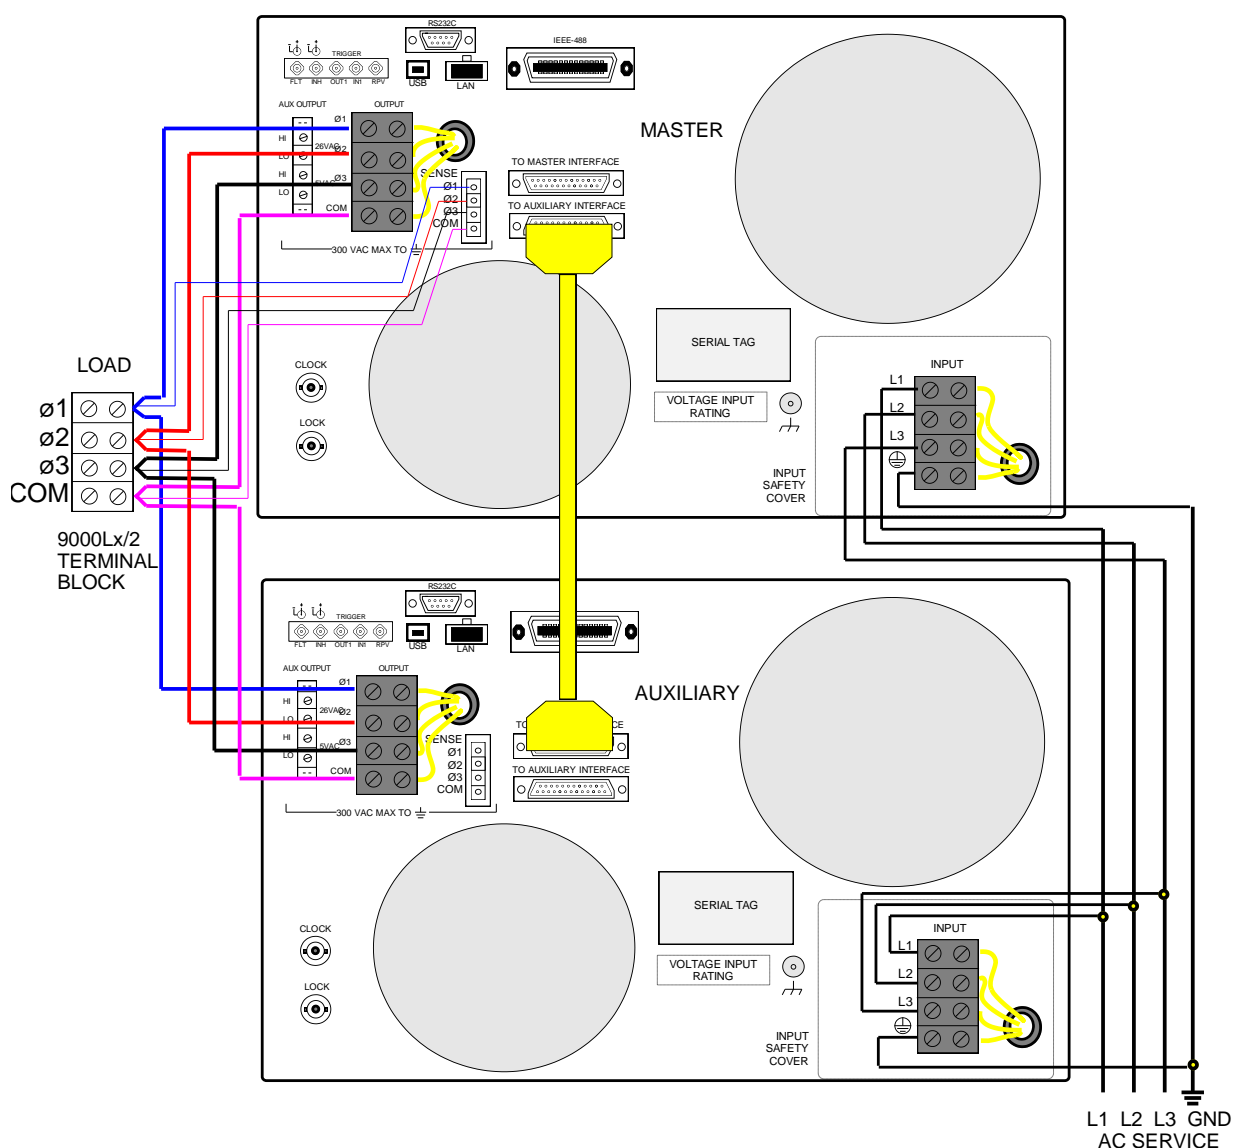 RS232C
IEEE-488
TRIGGER
FLT INH OUT1 IN1 RPV
USB
LAN
AUX OUTPUT
OUTPUT
MASTER
Ø1
HI
26VAC
Ø2
LO
HI
5VAC
Ø3
LO
COM
SENSE
Ø1
Ø2
Ø3
COM
TO MASTER INTERFACE
TO AUXILIARY INTERFACE
300 VAC MAX TO
SERIAL TAG
VOLTAGE INPUT
RATING
CLOCK
LOCK
INPUT
L1
L2
L3
INPUT
SAFETY
COVER
LOAD
ø1
ø2
ø3
COM
9000Lx/2
TERMINAL
BLOCK
RS232C
TRIGGER
FLT INH OUT1 IN1 RPV
USB
LAN
AUX OUTPUT
OUTPUT
AUXILIARY
Ø1
HI
26VAC
Ø2
LO
HI
5VAC
Ø3
LO
COM
SENSE
Ø1
Ø2
Ø3
COM
TO AUXILIARY INTERFACE
300 VAC MAX TO
SERIAL TAG
VOLTAGE INPUT
RATING
CLOCK
LOCK
INPUT
L1
L2
L3
INPUT
SAFETY
COVER
L1 L2 L3 GND
AC SERVICE